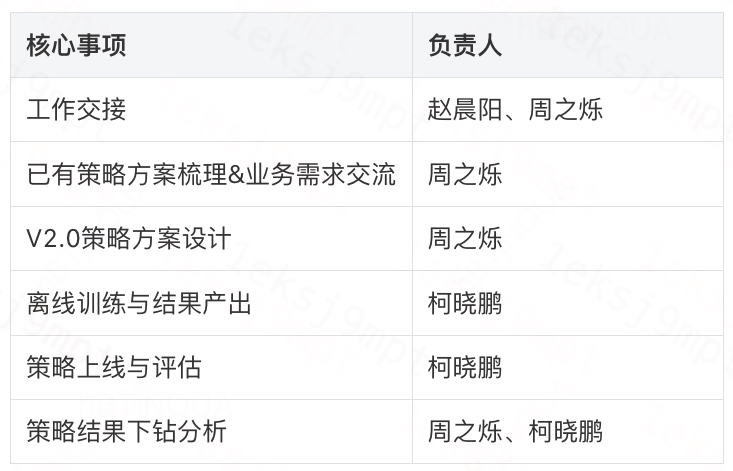 核心事项 负责人
工作交接 赵晨阳、周之烁
已有策略方案梳理&业务需求交流 周之烁
V2.0策略方案设计 周之烁
离线训练与结果产出 柯晓鹏
策略上线与评估 柯晓鹏
策略结果下钻分析 周之烁、柯晓鹏